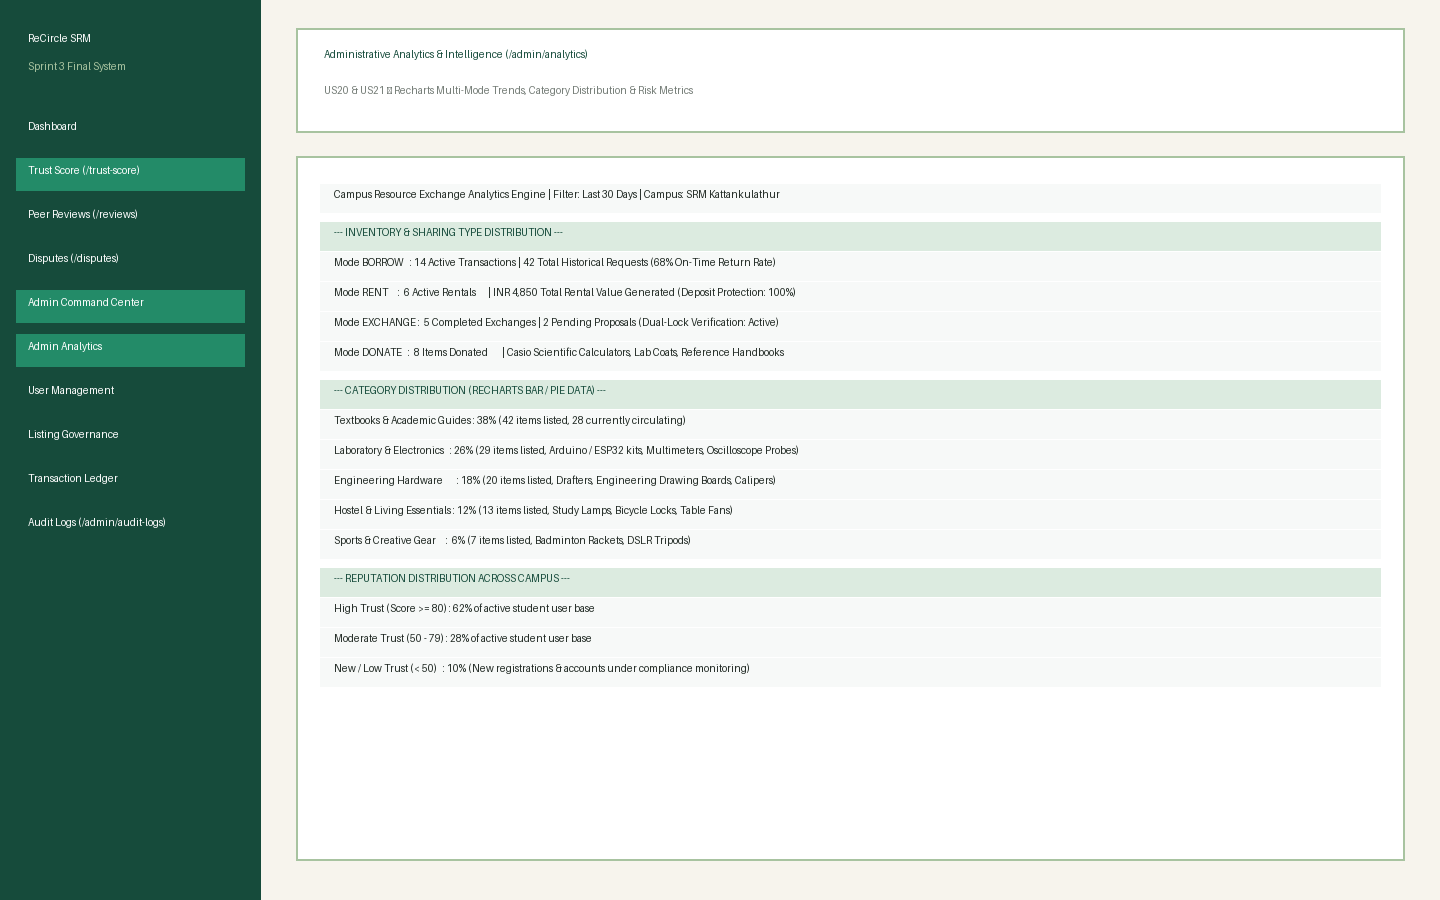 ReCircle SRM
Sprint 3 Final System
Dashboard
Trust Score (/trust-score)
Peer Reviews (/reviews)
Disputes (/disputes)
Admin Command Center
Admin Analytics
User Management
Listing Governance
Transaction Ledger
Audit Logs (/admin/audit-logs)
Administrative Analytics & Intelligence (/admin/analytics)
US20 & US21 Recharts Multi-Mode Trends, Category Distribution & Risk Metrics
Campus Resource Exchange Analytics Engine | Filter: Last 30 Days | Campus: SRM Kattankulathur
--- INVENTORY & SHARING TYPE DISTRIBUTION ---
Mode BORROW : 14 Active Transactions | 42 Total Historical Requests (68% On-Time Return Rate)
Mode RENT : 6 Active Rentals | INR 4,850 Total Rental Value Generated (Deposit Protection: 100%)
Mode EXCHANGE : 5 Completed Exchanges | 2 Pending Proposals (Dual-Lock Verification: Active)
Mode DONATE : 8 Items Donated | Casio Scientific Calculators, Lab Coats, Reference Handbooks
--- CATEGORY DISTRIBUTION (RECHARTS BAR / PIE DATA) ---
Textbooks & Academic Guides : 38% (42 items listed, 28 currently circulating)
Laboratory & Electronics : 26% (29 items listed, Arduino / ESP32 kits, Multimeters, Oscilloscope Probes)
Engineering Hardware : 18% (20 items listed, Drafters, Engineering Drawing Boards, Calipers)
Hostel & Living Essentials : 12% (13 items listed, Study Lamps, Bicycle Locks, Table Fans)
Sports & Creative Gear : 6% (7 items listed, Badminton Rackets, DSLR Tripods)
--- REPUTATION DISTRIBUTION ACROSS CAMPUS ---
High Trust (Score >= 80) : 62% of active student user base
Moderate Trust (50 - 79) : 28% of active student user base
New / Low Trust (< 50) : 10% (New registrations & accounts under compliance monitoring)